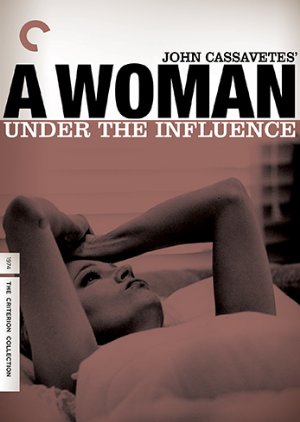 JOHN CASSAVETES'
A WOMAN
UNDER THE INFLUENCE
1974
THE CRITERION COLLECTION